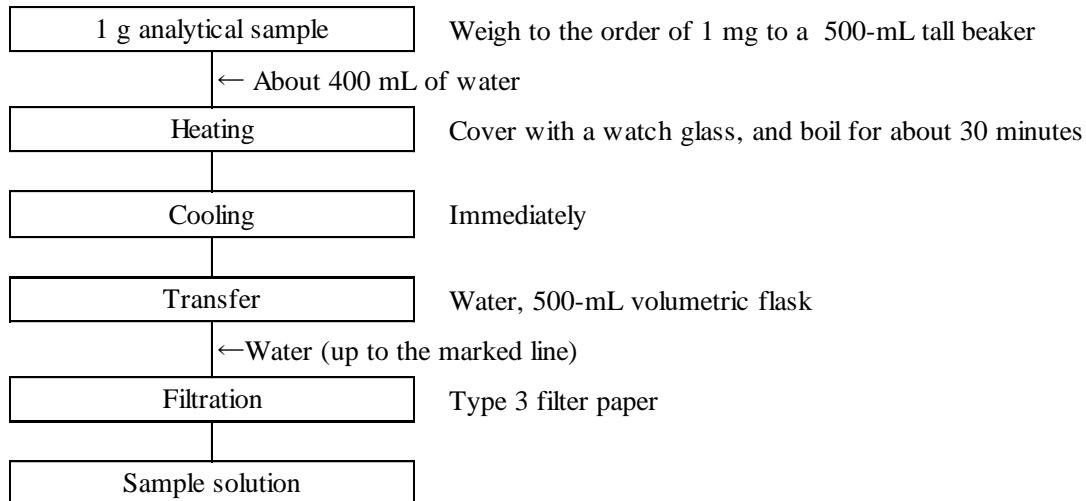 1 g analytical sample Weigh to the order of 1 mg to a 500-mL tall beaker
← About 400 mL of water
Heating Cover with a watch glass, and boil for about 30 minutes
Cooling Immediately
Transfer Water, 500-mL volumetric flask
←Water (up to the marked line)
Filtration Type 3 filter paper
Sample solution